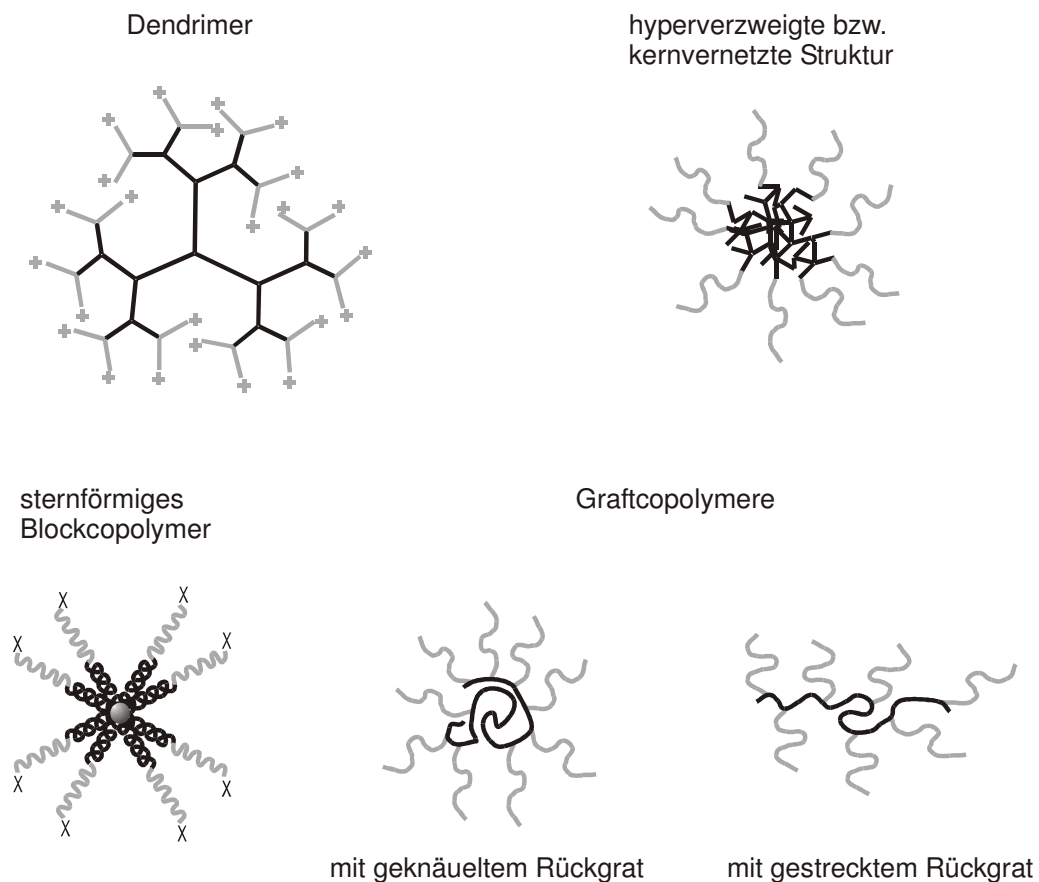 Dendrimer
hyperverzweigte bzw.
kernvernetzte Struktur
sternförmiges
Blockcopolymer
Graftcopolymere
X
X
X
X
X
X
X
X
mit geknäueltem Rückgrat
mit gestrecktem Rückgrat